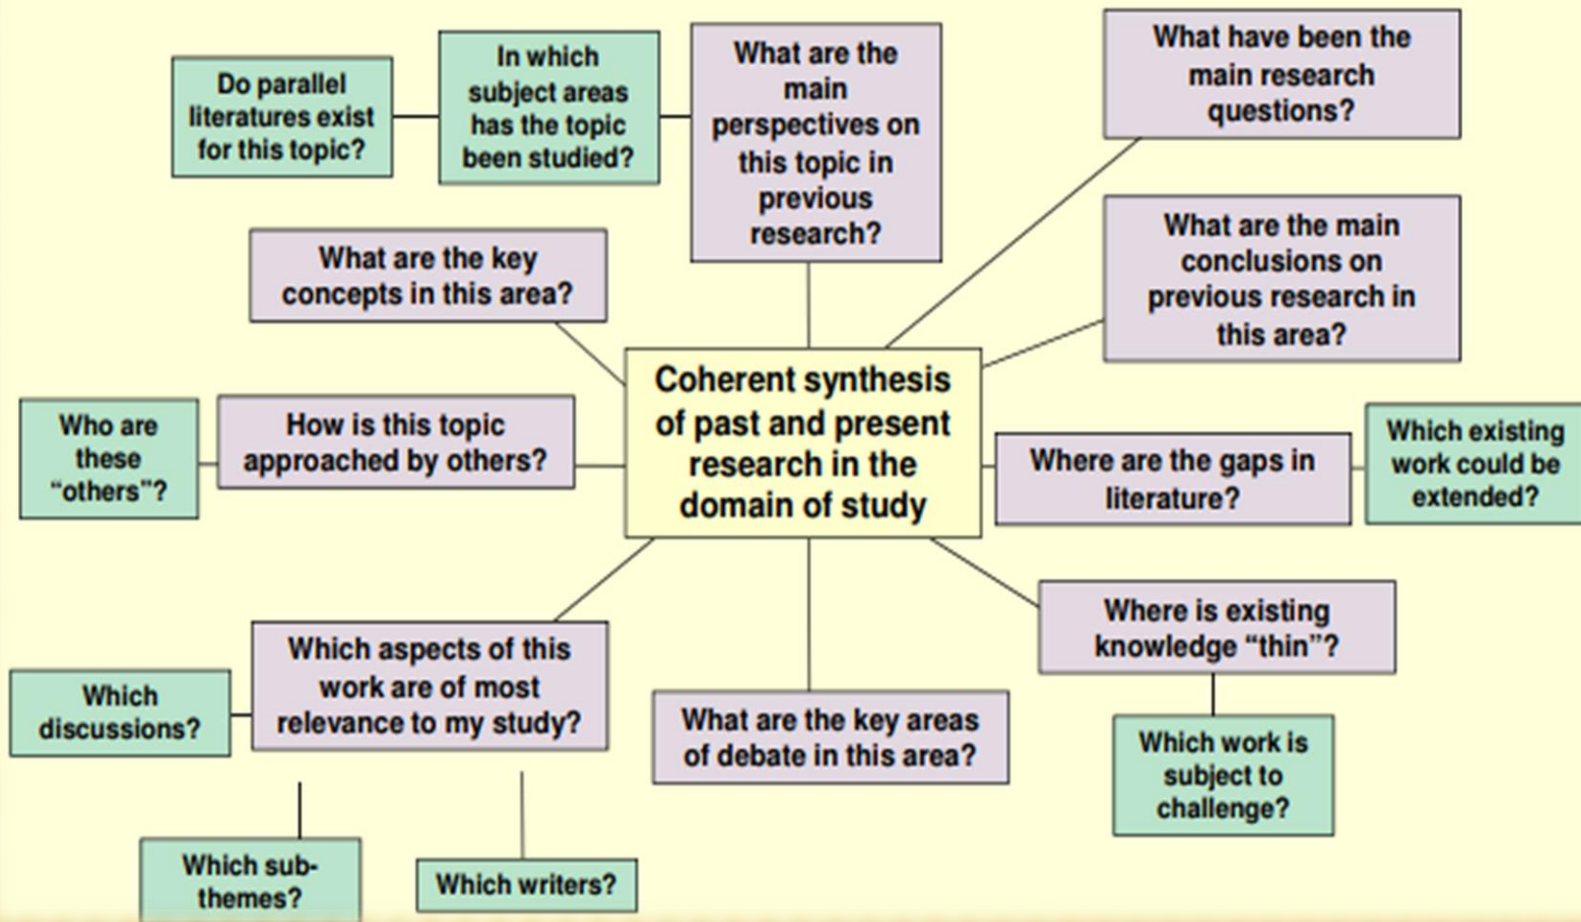 Do parallel
literatures exist
for this topic?
In which
subject areas
has the topic
been studied?
What are the
main
perspectives on
this topic in
previous
research?
What have been the
main research
questions?
What are the key
concepts in this area?
What are the main
conclusions on
previous research in
this area?
Coherent synthesis
of past and present
research in the
domain of study
Who are
these
“others”?
How is this topic
approached by others?
Where are the gaps in
literature?
Which existing
work could be
extended?
Where is existing
knowledge “thin”?
Which aspects of this
work are of most
relevance to my study?
Which
discussions?
What are the key areas
of debate in this area?
Which work is
subject to
challenge?
Which sub-
themes?
Which writers?